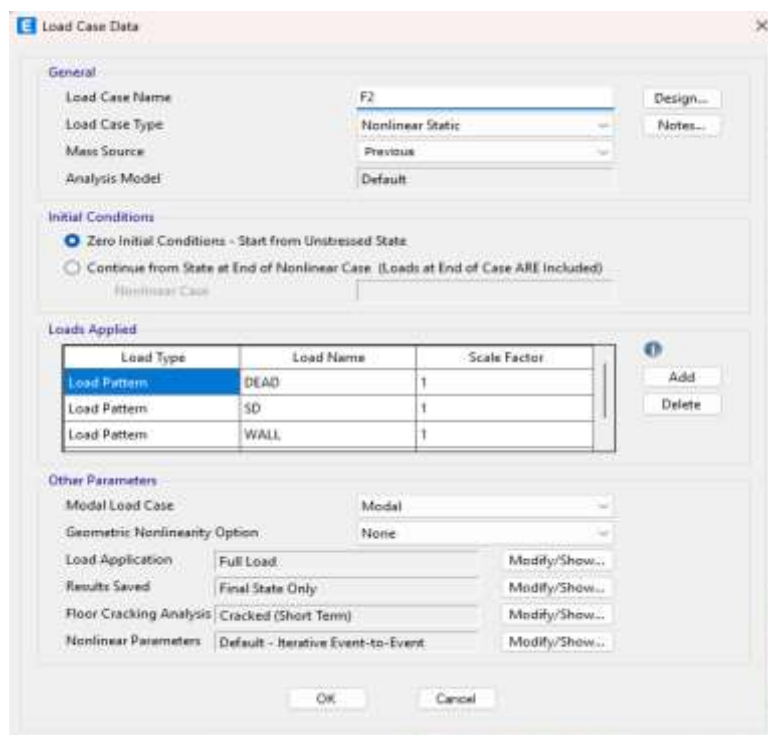 E Load Case Data
General
Load Case Name F2 Design...
Load Case Type Nonlinear Static Notes...
Mass Source Previous
Analysis Model Default
Initial Conditions
Zero Initial Conditions - Start from Unstressed State
Continue from State at End of Nonlinear Case (Loads at End of Case ARE Included)
Nonlinear Case
Loads Applied
Load Type Load Name Scale Factor
Load Pattern DEAD 1 Add
Load Pattern SD 1 Delete
Load Pattern WALL 1
Other Parameters
Modal Load Case Modal
Geometric Nonlinearity Option None
Load Application Full Load Modify/Show...
Results Saved Final State Only Modify/Show...
Floor Cracking Analysis Cracked (Short Term) Modify/Show...
Nonlinear Parameters Default - Iterative Event-to-Event Modify/Show...
OK Cancel